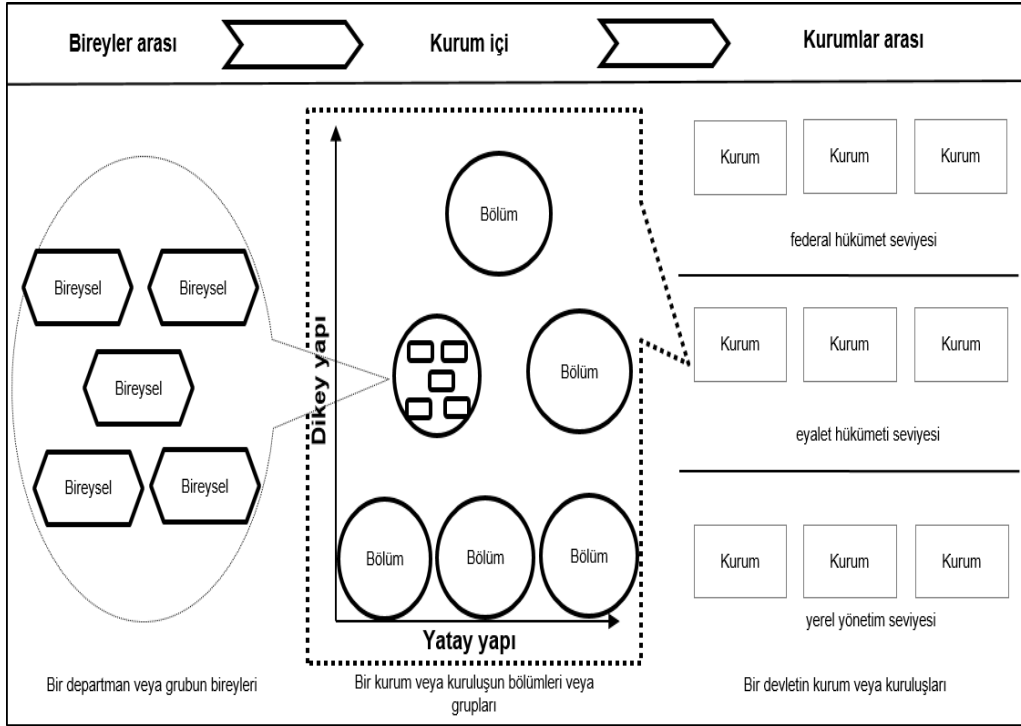 Bireyler arası
Kurum içi
Kurumlar arası
Bireysel
Bireysel
Bireysel
Bireysel
Bireysel
Bir departman veya grubun bireyleri
Dikey yapı
Bölüm
Bölüm
Bölüm
Bölüm
Bölüm
Yatay yapı
Bir kurum veya kuruluşun bölümleri veya
grupları
Kurum
Kurum
Kurum
federal hükümet seviyesi
Kurum
Kurum
Kurum
eyalet hükümeti seviyesi
Kurum
Kurum
Kurum
yerel yönetim seviyesi
Bir devletin kurum veya kuruluşları